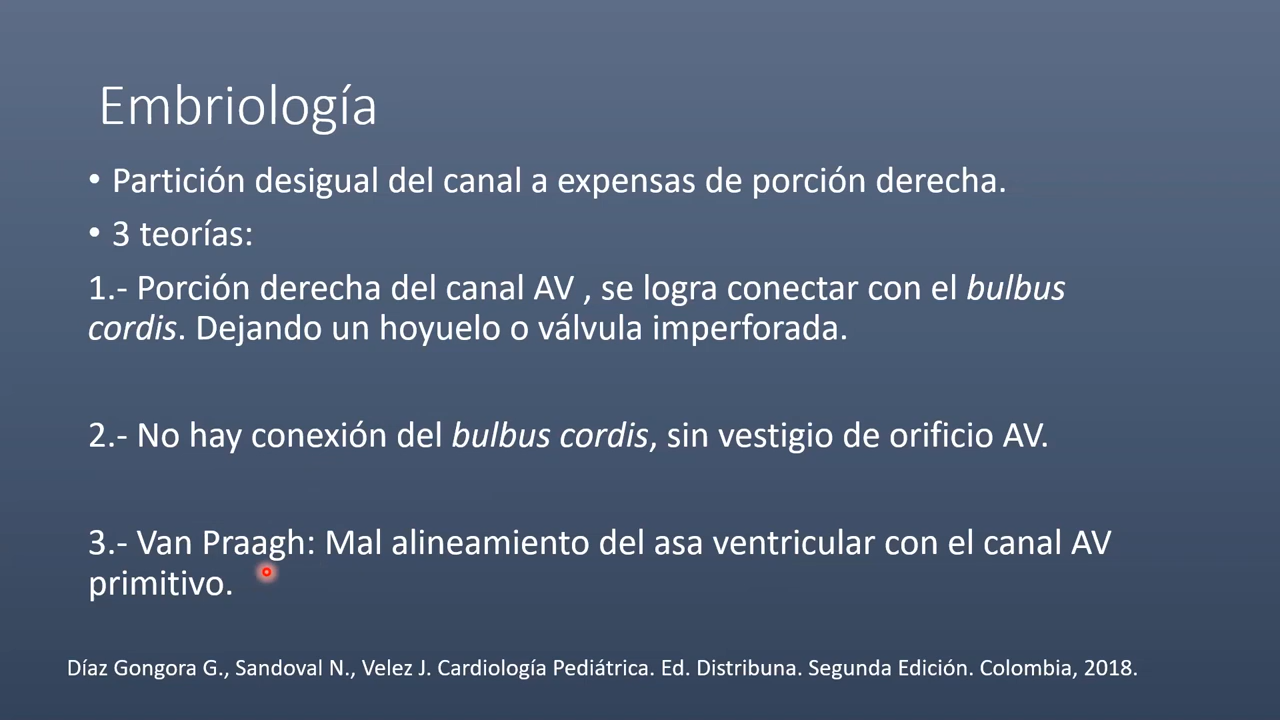 Embriología
• Partición desigual del canal a expensas de porción derecha.
• 3 teorías:
1.- Porción derecha del canal AV , se logra conectar con el bulbus
cordis. Dejando un hoyuelo o válvula imperforada.
2.- No hay conexión del bulbus cordis, sin vestigio de orificio AV.
3.- Van Praagh: Mal alineamiento del asa ventricular con el canal AV
primitivo.
Díaz Gongora G., Sandoval N., Velez J. Cardiología Pediátrica. Ed. Distribuna. Segunda Edición. Colombia, 2018.